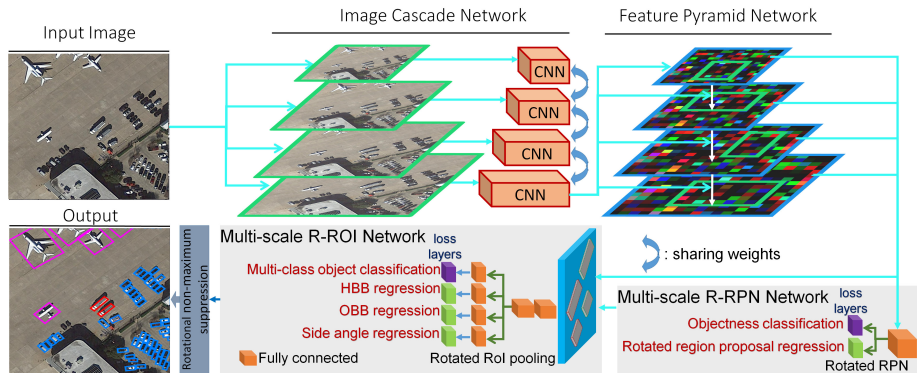 Image Cascade Network
Feature Pyramid Network
Input Image
CNN
CNN
CNN
CNN
Output
Rotational non-maximum
suppression
Multi-scale R-ROI Network
loss
layers
Multi-class object classification
HBB regression
OBB regression
Side angle regression
Fully connected
Rotated RoI pooling
: sharing weights
Multi-scale R-RPN Network
loss
layers
Objectness classification
Rotated region proposal regression
Rotated RPN